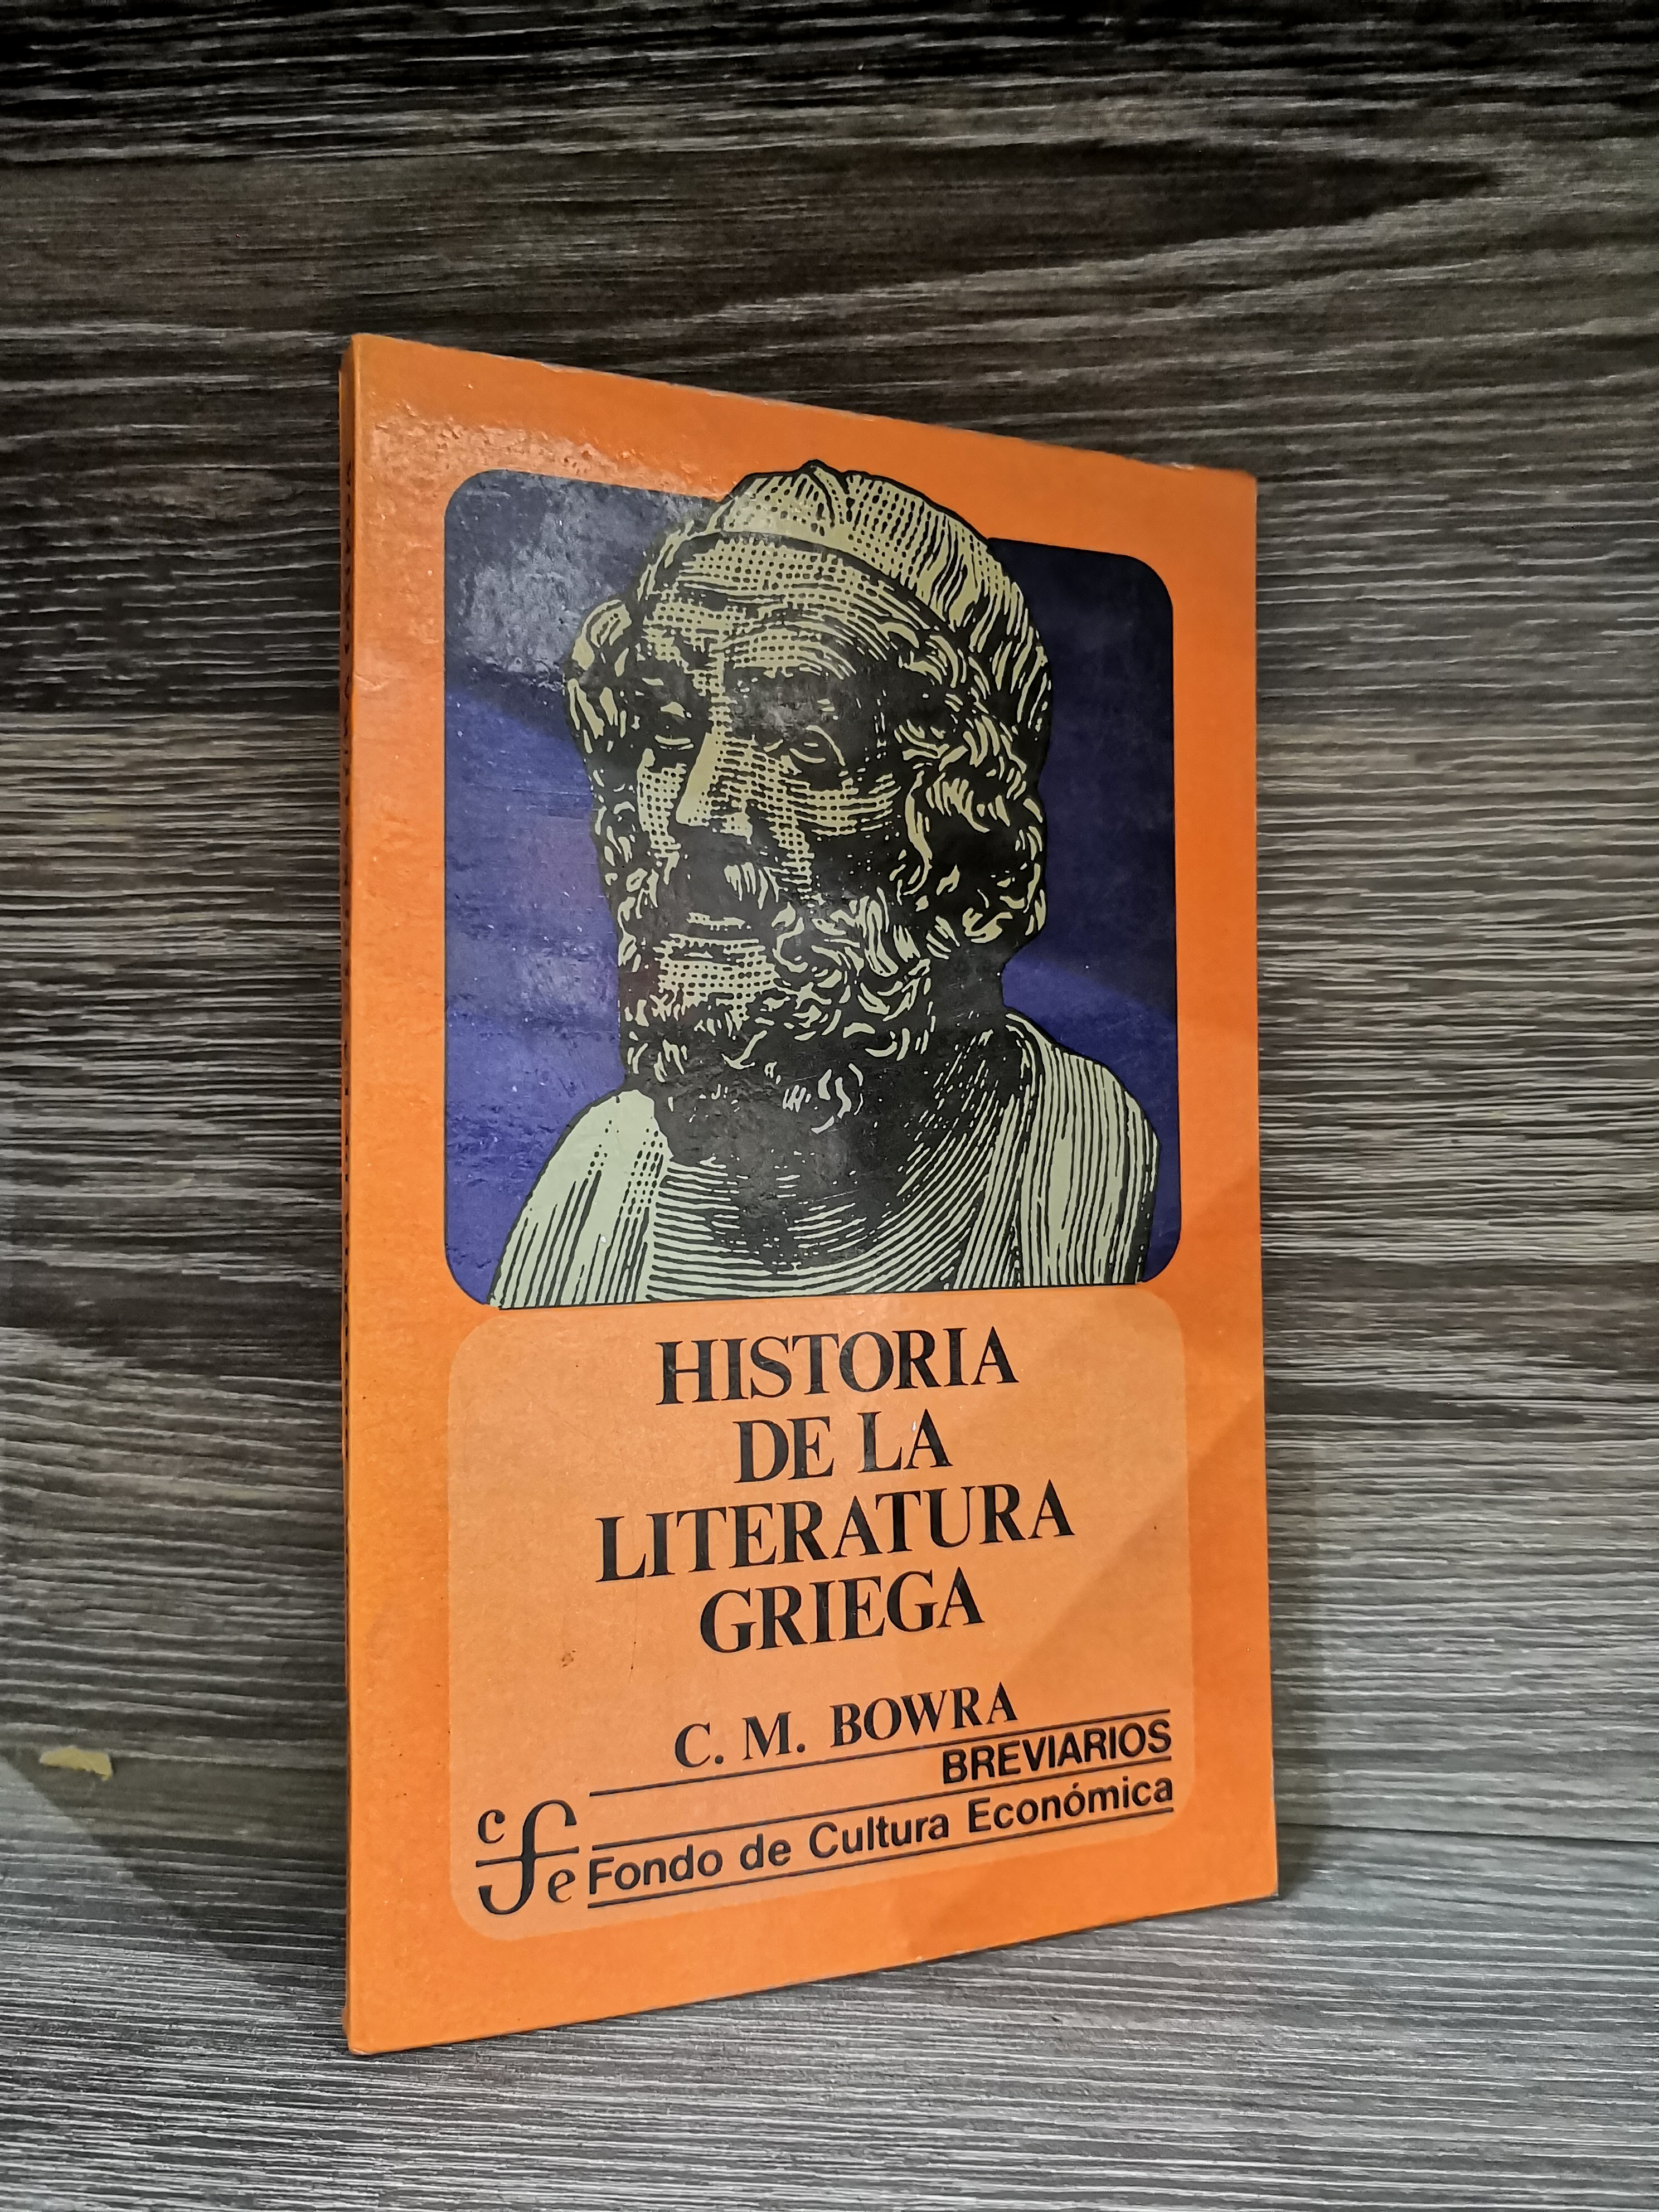 HISTORIA
DE LA
LITERATURA
GRIEGA
C. M. BOWRA
BREVIARIOS
cfe Fondo de Cultura Económica